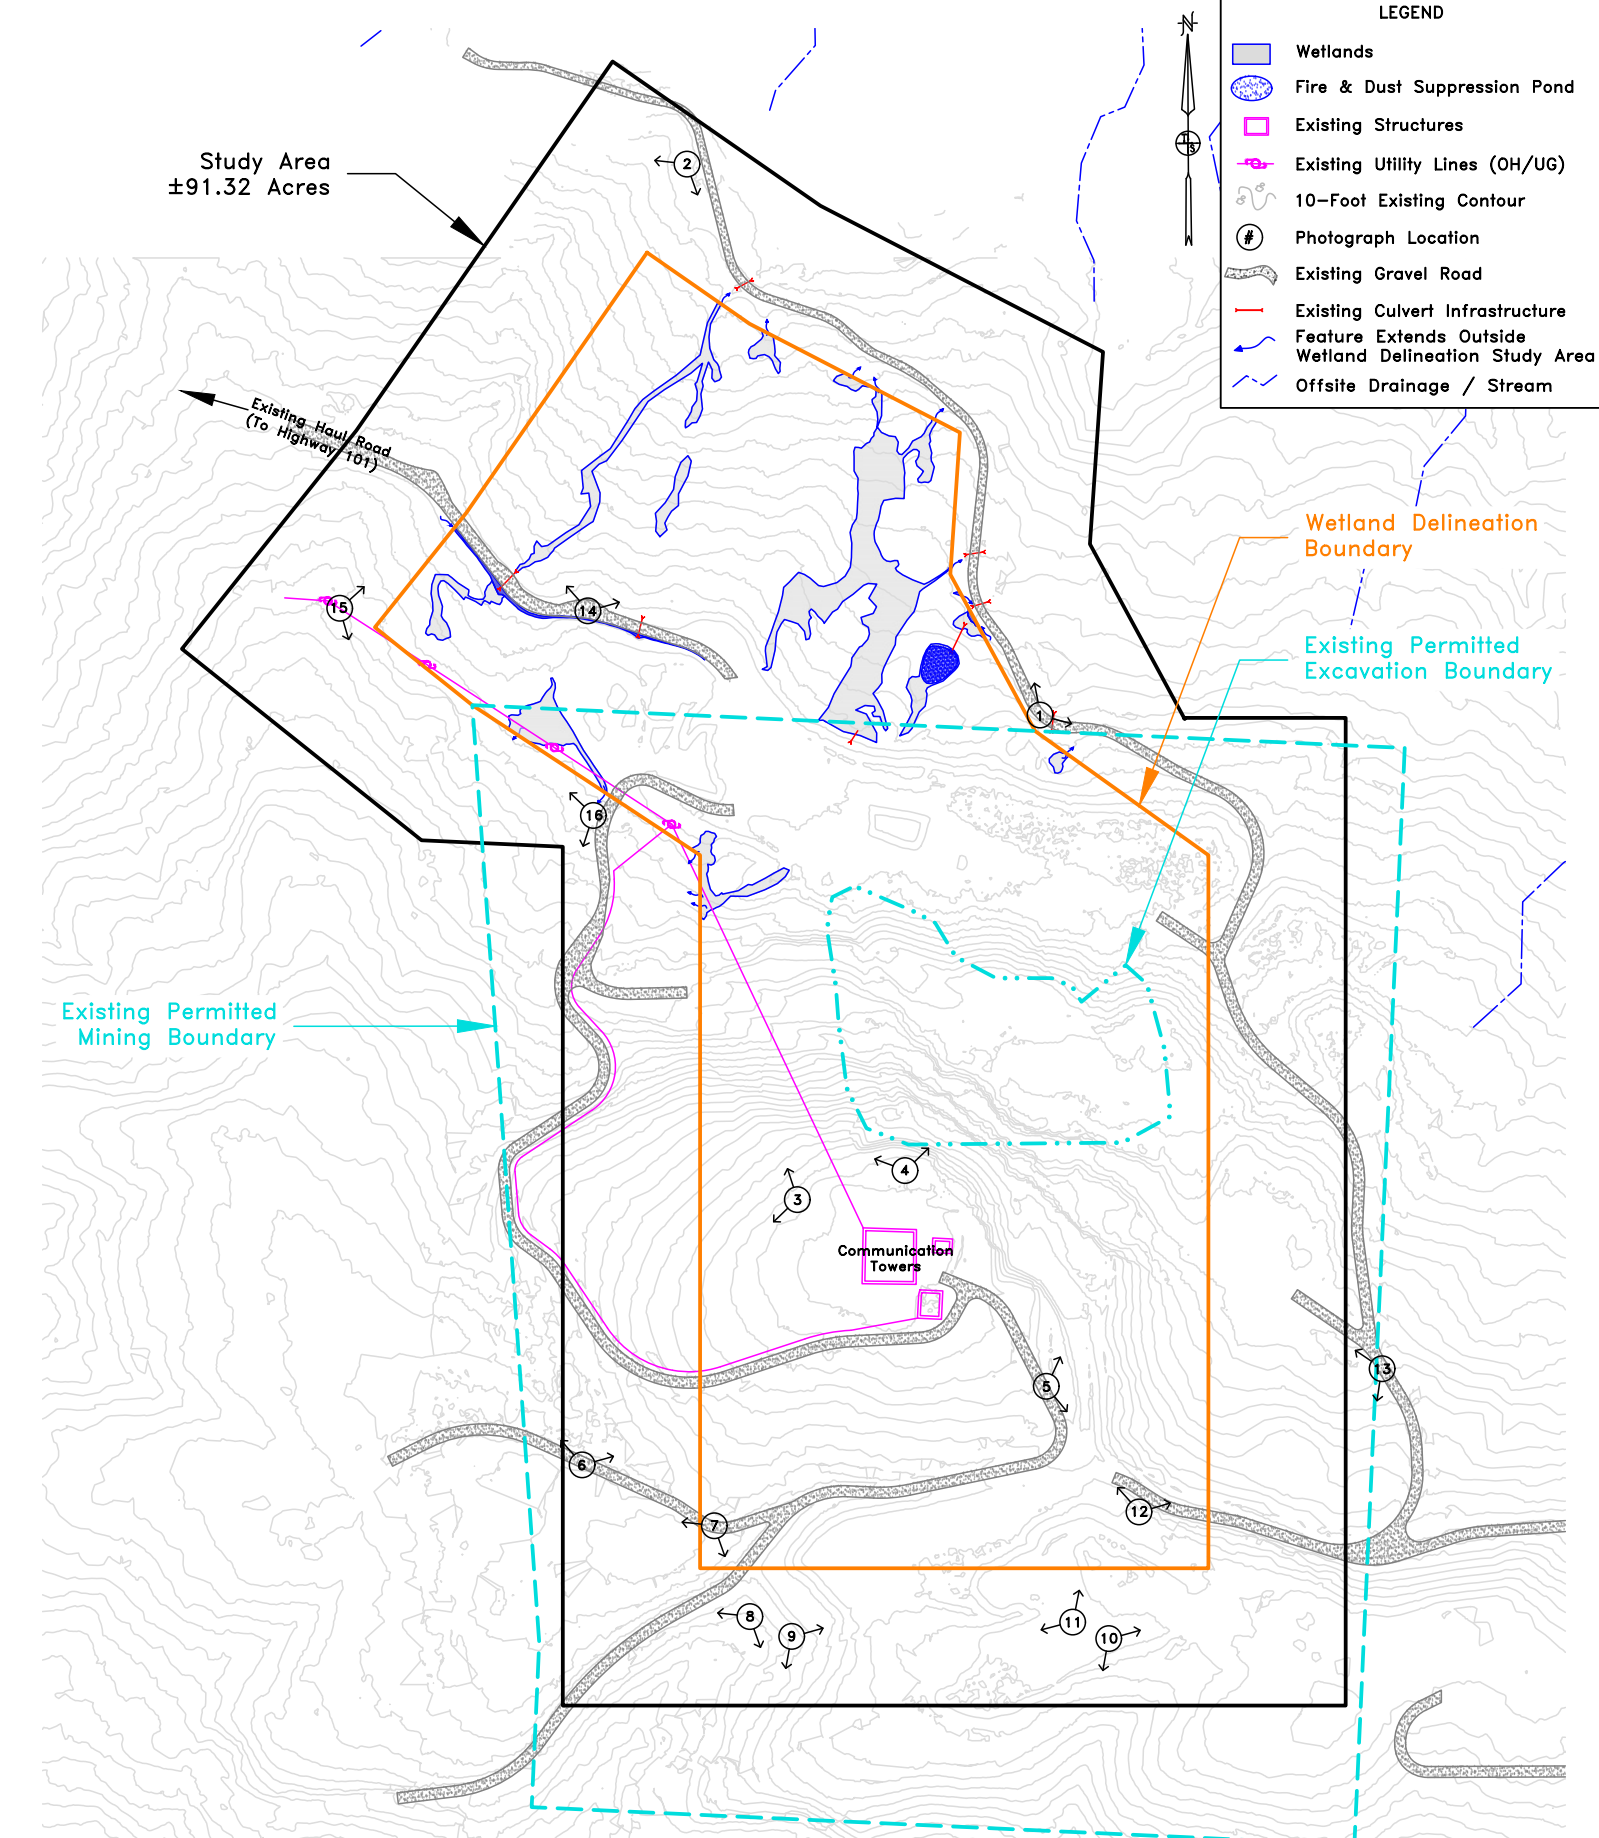 N
LEGEND
Wetlands
Fire & Dust Suppression Pond
Existing Structures
Existing Utility Lines (OH/UG)
10-Foot Existing Contour
#
Photograph Location
Existing Gravel Road
Existing Culvert Infrastructure
Feature Extends Outside
Wetland Delineation Study Area
Offsite Drainage / Stream
Study Area
±91.32 Acres
2
Existing Haul Road
(To Highway 101)
Wetland Delineation
Boundary
15
14
Existing Permitted
Excavation Boundary
1
16
Existing Permitted
Mining Boundary
4
3
Communication
Towers
5
13
6
7
12
8
9
11
10